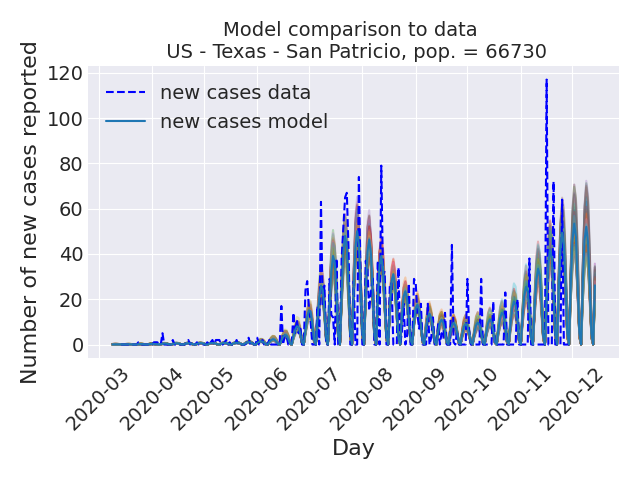 Model comparison to data
US - Texas - San Patricio, pop. = 66730
Number of new cases reported
120
100
80
60
40
20
0
new cases data
new cases model
2020-03
2020-04
2020-05
2020-06
2020-07
2020-08
2020-09
2020-10
2020-11
2020-12
Day